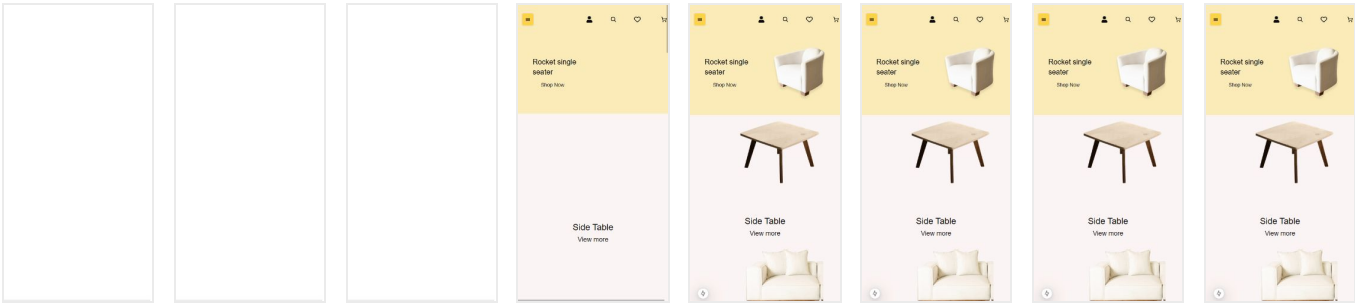 Rocket single
seater
Shop Now
Side Table
View more
Rocket single
seater
Shop Now
Side Table
View more
Rocket single
seater
Shop Now
Side Table
View more
Rocket single
seater
Shop Now
Side Table
View more
Rocket single
seater
Shop Now
Side Table
View more